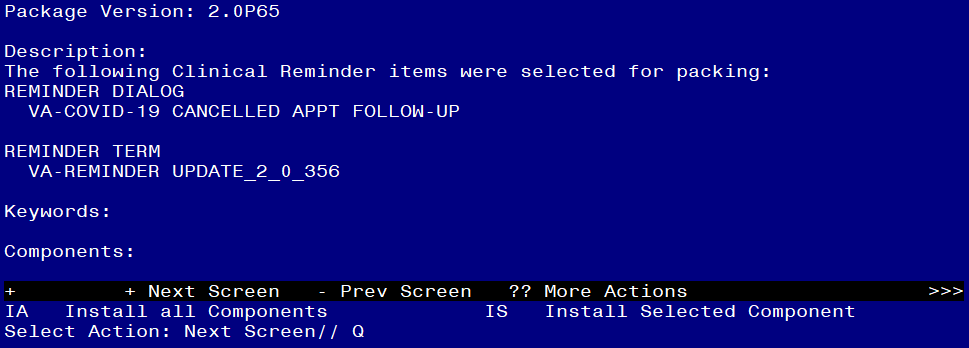 Package Version: 2.0P65
Description:
The following Clinical Reminder items were selected for packing:
REMINDER DIALOG
VA-COVID-19 CANCELLED APPT FOLLOW-UP
REMINDER TERM
VA-REMINDER UPDATE_2_0_356
Keywords:
Components:
+ + Next Screen - Prev Screen ?? More Actions >>>
IA Install all Components IS Install Selected Component
Select Action: Next Screen// Q